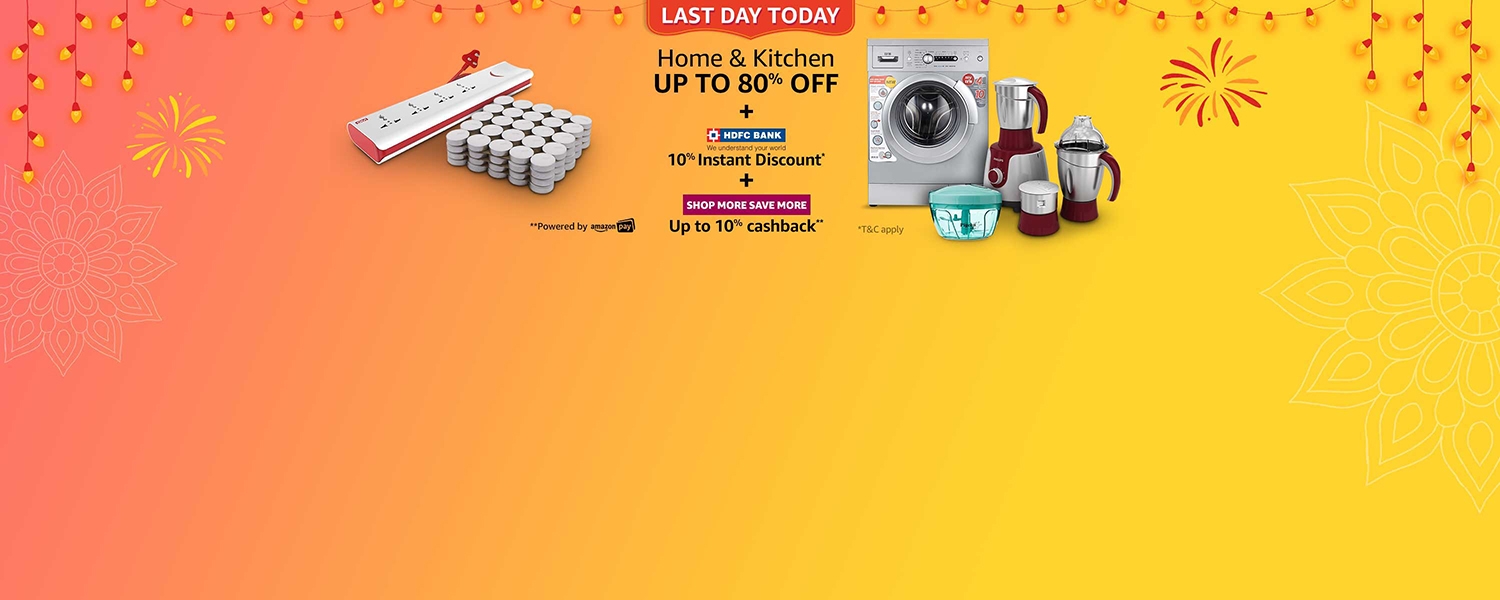 LAST DAY TODAY
Home & Kitchen
UP TO 80% OFF
+
HDFC BANK
We understand your world
10% Instant Discount*
+
SHOP MORE SAVE MORE
Up to 10% cashback**
**Powered by amazon pay
*T&C apply